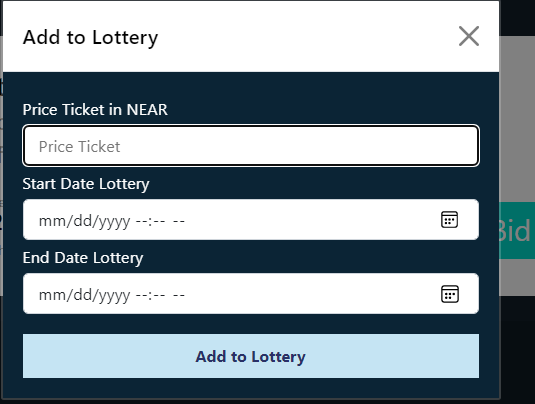 Add to Lottery
Price Ticket in NEAR
Price Ticket
Start Date Lottery
mm/dd/yyyy --:-- --
Bid
End Date Lottery
mm/dd/yyyy --:-- --
Add to Lottery